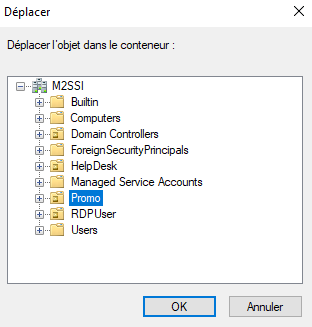 Déplacer
Déplacer l'objet dans le conteneur :
M2SSI
Builtin
Computers
Domain Controllers
ForeignSecurityPrincipals
HelpDesk
Managed Service Accounts
Promo
RDPUser
Users
OK
Annuler